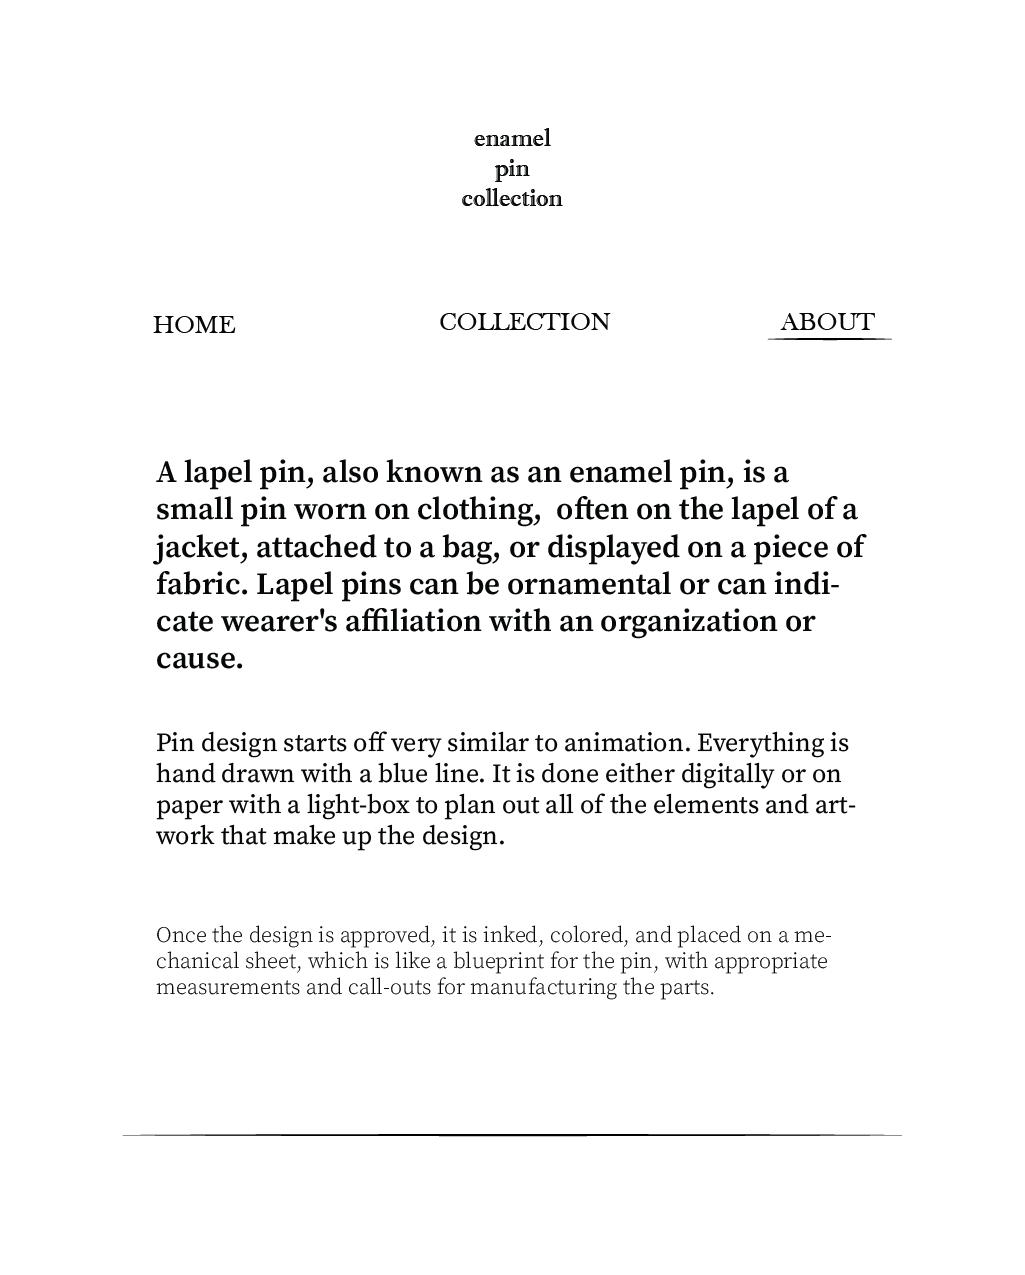 enamel
pin
collection
HOME COLLECTION ABOUT
A lapel pin, also known as an enamel pin, is a
small pin worn on clothing,  often on the lapel of a
jacket, attached to a bag, or displayed on a piece of
fabric. Lapel pins can be ornamental or can indi-
cate wearer's affiliation with an organization or
cause.
Pin design starts off very similar to animation. Everything is
hand drawn with a blue line. It is done either digitally or on
paper with a light-box to plan out all of the elements and art-
work that make up the design.
Once the design is approved, it is inked, colored, and placed on a me-
chanical sheet, which is like a blueprint for the pin, with appropriate
measurements and call-outs for manufacturing the parts.